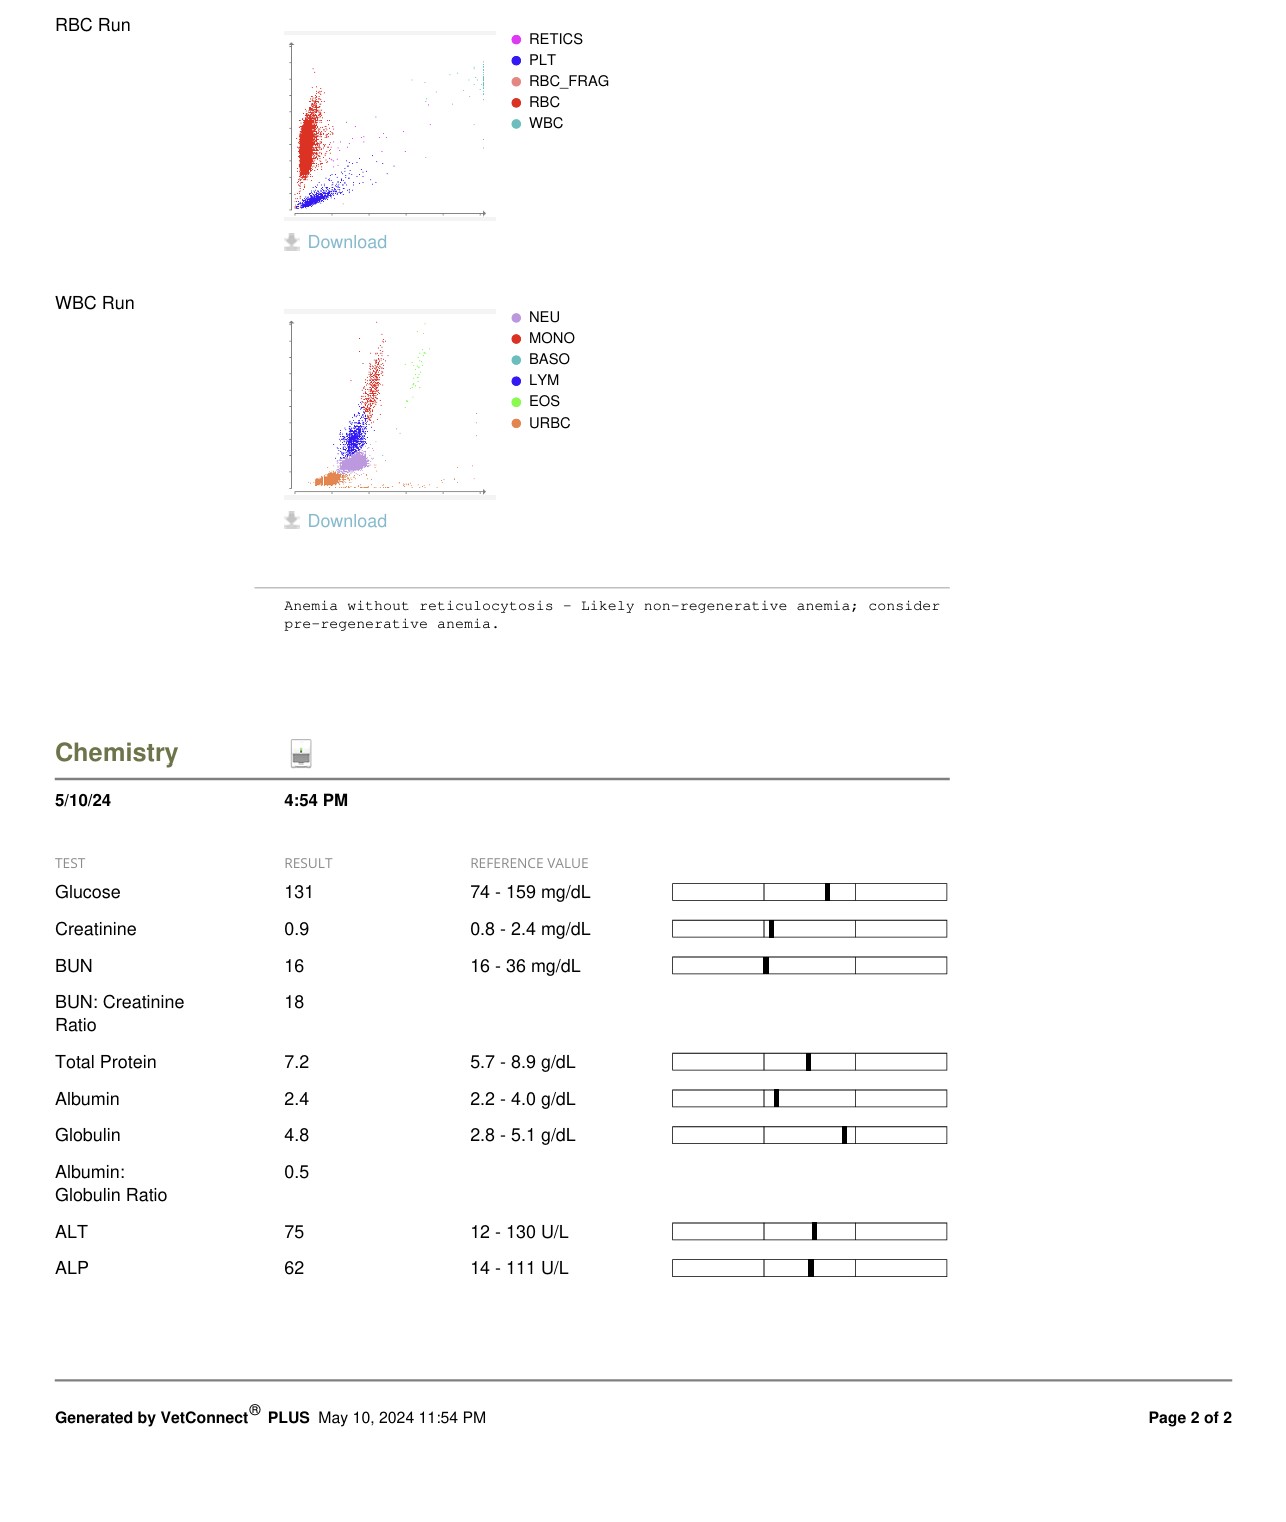 RBC Run
RETICS
PLT
RBC_FRAG
RBC
WBC
Download
WBC Run
NEU
MONO
BASO
LYM
EOS
URBC
Download
Anemia without reticulocytosis - Likely non-regenerative anemia; consider
pre-regenerative anemia.
Chemistry
5/10/24 4:54 PM
TEST RESULT REFERENCE VALUE
Glucose 131 74 - 159 mg/dL
Creatinine 0.9 0.8 - 2.4 mg/dL
BUN 16 16 - 36 mg/dL
BUN: Creatinine 18
Ratio
Total Protein 7.2 5.7 - 8.9 g/dL
Albumin 2.4 2.2 - 4.0 g/dL
Globulin 4.8 2.8 - 5.1 g/dL
Albumin: 0.5
Globulin Ratio
ALT 75 12 - 130 U/L
ALP 62 14 - 111 U/L
Generated by VetConnect® PLUS May 10, 2024 11:54 PM Page 2 of 2